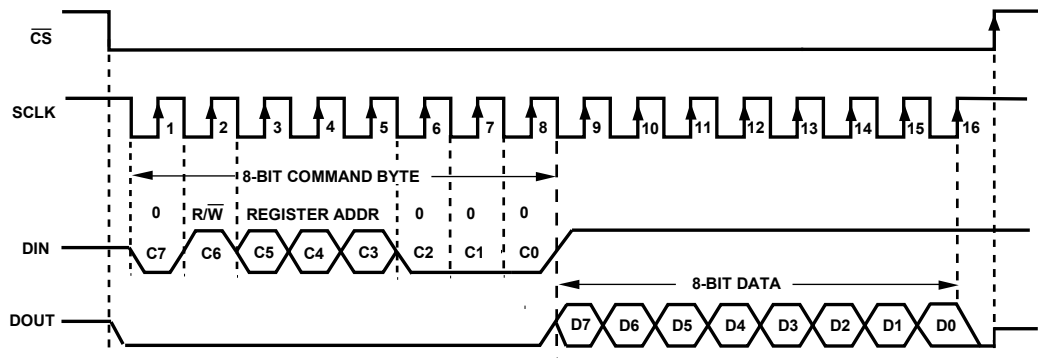 C̅S̅
SCLK
1 2 3 4 5 6 7 8 9 10 11 12 13 14 15 16
8-BIT COMMAND BYTE
0 R/W̅ REGISTER ADDR 0 0 0
DIN
C7 C6 C5 C4 C3 C2 C1 C0
8-BIT DATA
DOUT
D7 D6 D5 D4 D3 D2 D1 D0